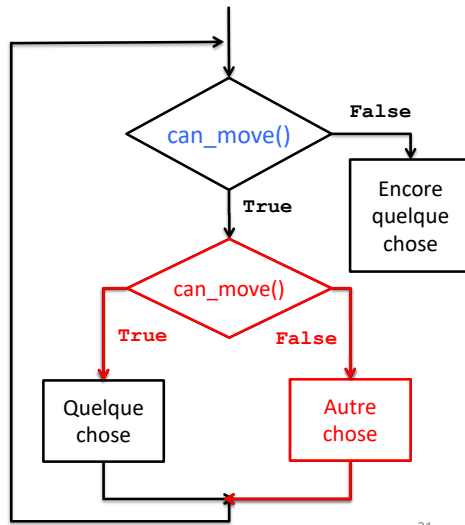 can_move()
False
Encore
quelque
chose
True
can_move()
True
False
Quelque
chose
Autre
chose